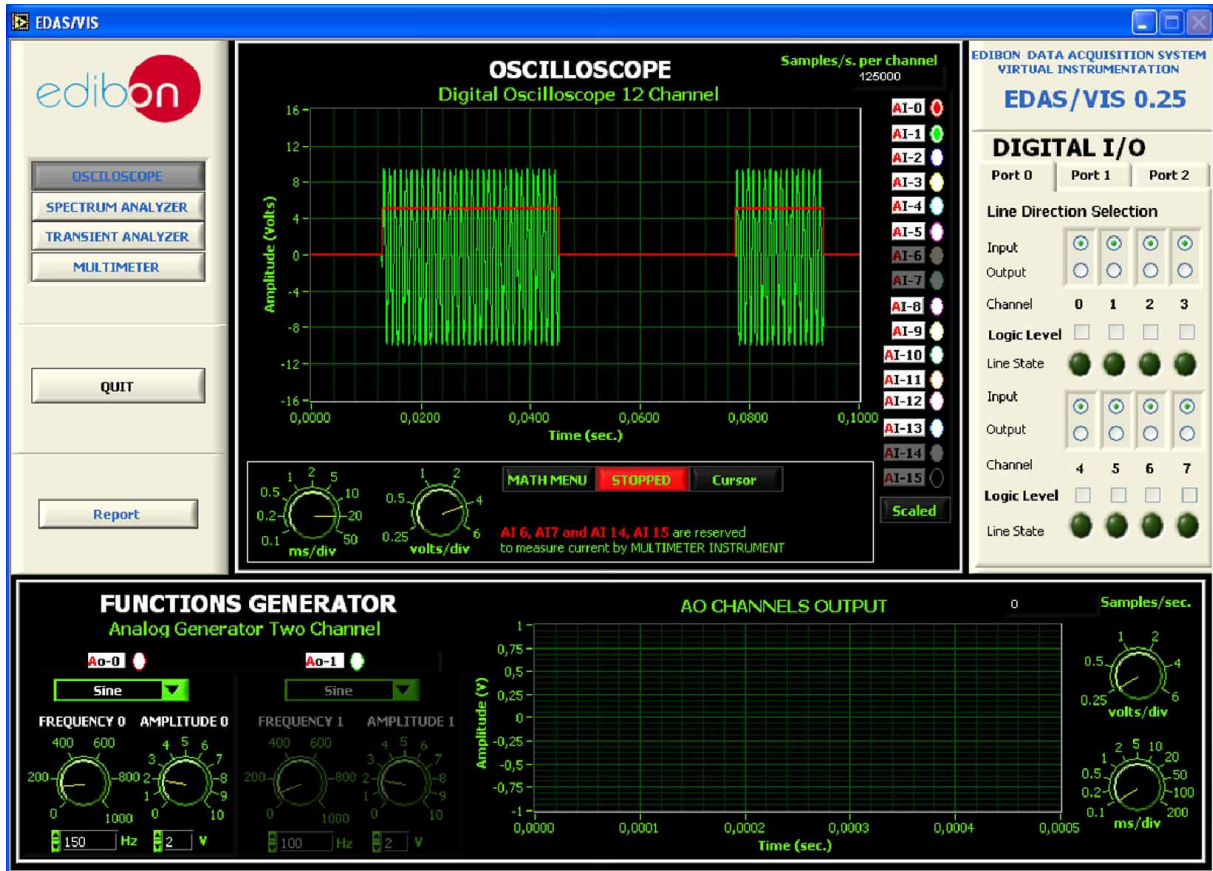 EDAS/VIS
edibon
OSCILOSCOPE
SPECTRUM ANALYZER
TRANSIENT ANALYZER
MULTIMETER
QUIT
Report
OSCILLOSCOPE
Digital Oscilloscope 12 Channel
Samples/s. per channel
125000
Amplitude (Volts)
16
12
8
4
0
-4
-8
-12
-16
0,0000 0,0200 0,0400 0,0600 0,0800 0,1000
Time (sec.)
AI-0
AI-1
AI-2
AI-3
AI-4
AI-5
AI-6
AI-7
AI-8
AI-9
AI-10
AI-11
AI-12
AI-13
AI-14
AI-15
Scaled
0.1 0.2 0.5 1 2 5 10 20 50
ms/div
0.25 0.5 1 2 4 6
volts/div
MATH MENU STOPPED Cursor
AI 6, AI7 and AI 14, AI 15 are reserved
to measure current by MULTIMETER INSTRUMENT
EDIBON DATA ACQUISITION SYSTEM
VIRTUAL INSTRUMENTATION
EDAS/VIS 0.25
DIGITAL I/O
Port 0 Port 1 Port 2
Line Direction Selection
Input
Output
Channel 0 1 2 3
Logic Level
Line State
Input
Output
Channel 4 5 6 7
Logic Level
Line State
FUNCTIONS GENERATOR
Analog Generator Two Channel
Ao-0 Ao-1
Sine Sine
FREQUENCY 0 AMPLITUDE 0 FREQUENCY 1 AMPLITUDE 1
0 200 400 600 800 1000
0 1 2 3 4 5 6 7 8 9 10
0 200 400 600 800 1000
0 1 2 3 4 5 6 7 8 9 10
150 Hz 2 V 100 Hz 2 V
AO CHANNELS OUTPUT
0 Samples/sec.
Amplitude (V)
1
0,75
0,5
0,25
0
-0,25
-0,5
-0,75
-1
0,0000 0,0001 0,0002 0,0003 0,0004 0,0005
Time (sec.)
0.25 0.5 1 2 4 6
volts/div
0.1 0.2 0.5 1 2 5 10 20 50 100 200
ms/div